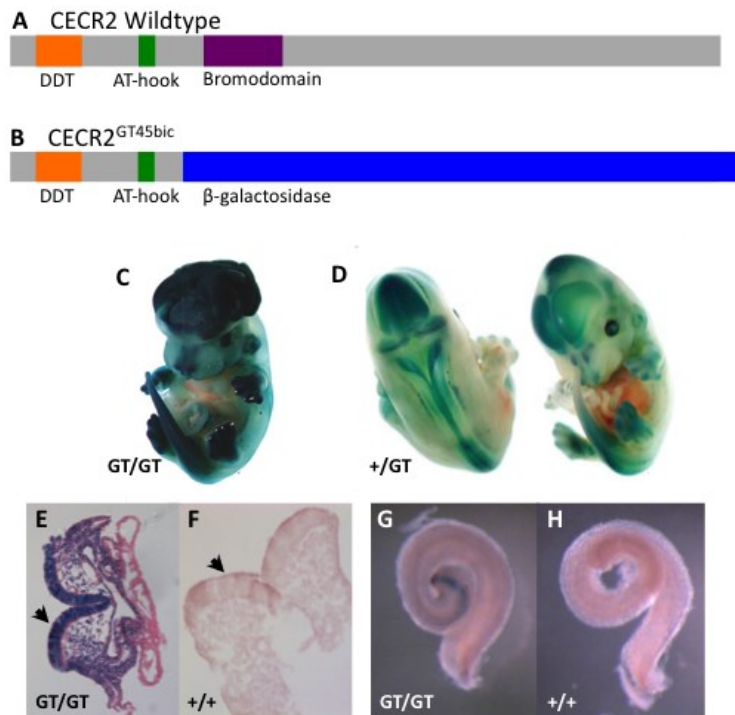 A CECR2 Wildtype
DDT AT-hook Bromodomain
B CECR2GT45bic
DDT AT-hook β-galactosidase
C D
GT/GT +/GT
E F G H
GT/GT +/+ GT/GT +/+